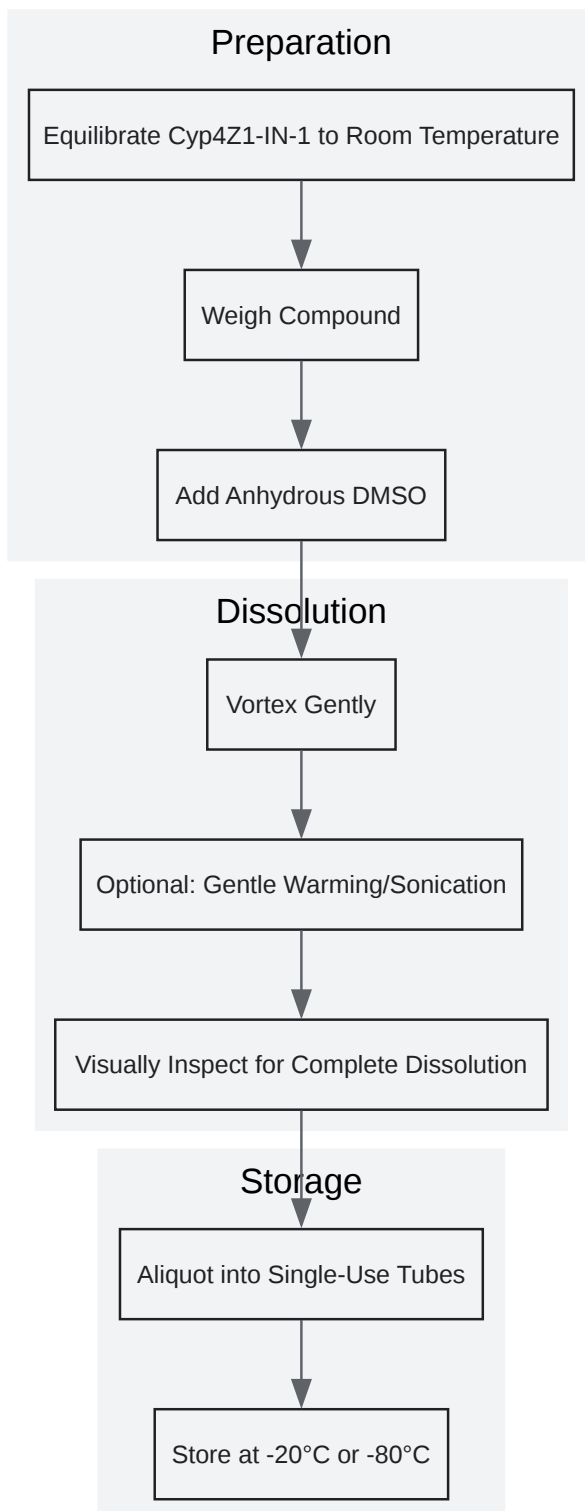 Preparation
Equilibrate Cyp4Z1-IN-1 to Room Temperature
Weigh Compound
Add Anhydrous DMSO
Dissolution
Vortex Gently
Optional: Gentle Warming/Sonication
Visually Inspect for Complete Dissolution
Storage
Aliquot into Single-Use Tubes
Store at -20°C or -80°C